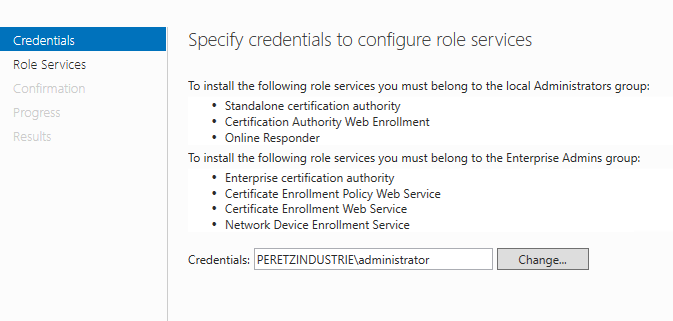 Credentials
Role Services
Confirmation
Progress
Results
Specify credentials to configure role services
To install the following role services you must belong to the local Administrators group:
• Standalone certification authority
• Certification Authority Web Enrollment
• Online Responder
To install the following role services you must belong to the Enterprise Admins group:
• Enterprise certification authority
• Certificate Enrollment Policy Web Service
• Certificate Enrollment Web Service
• Network Device Enrollment Service
Credentials: PERETZINDUSTRIE\administrator Change...